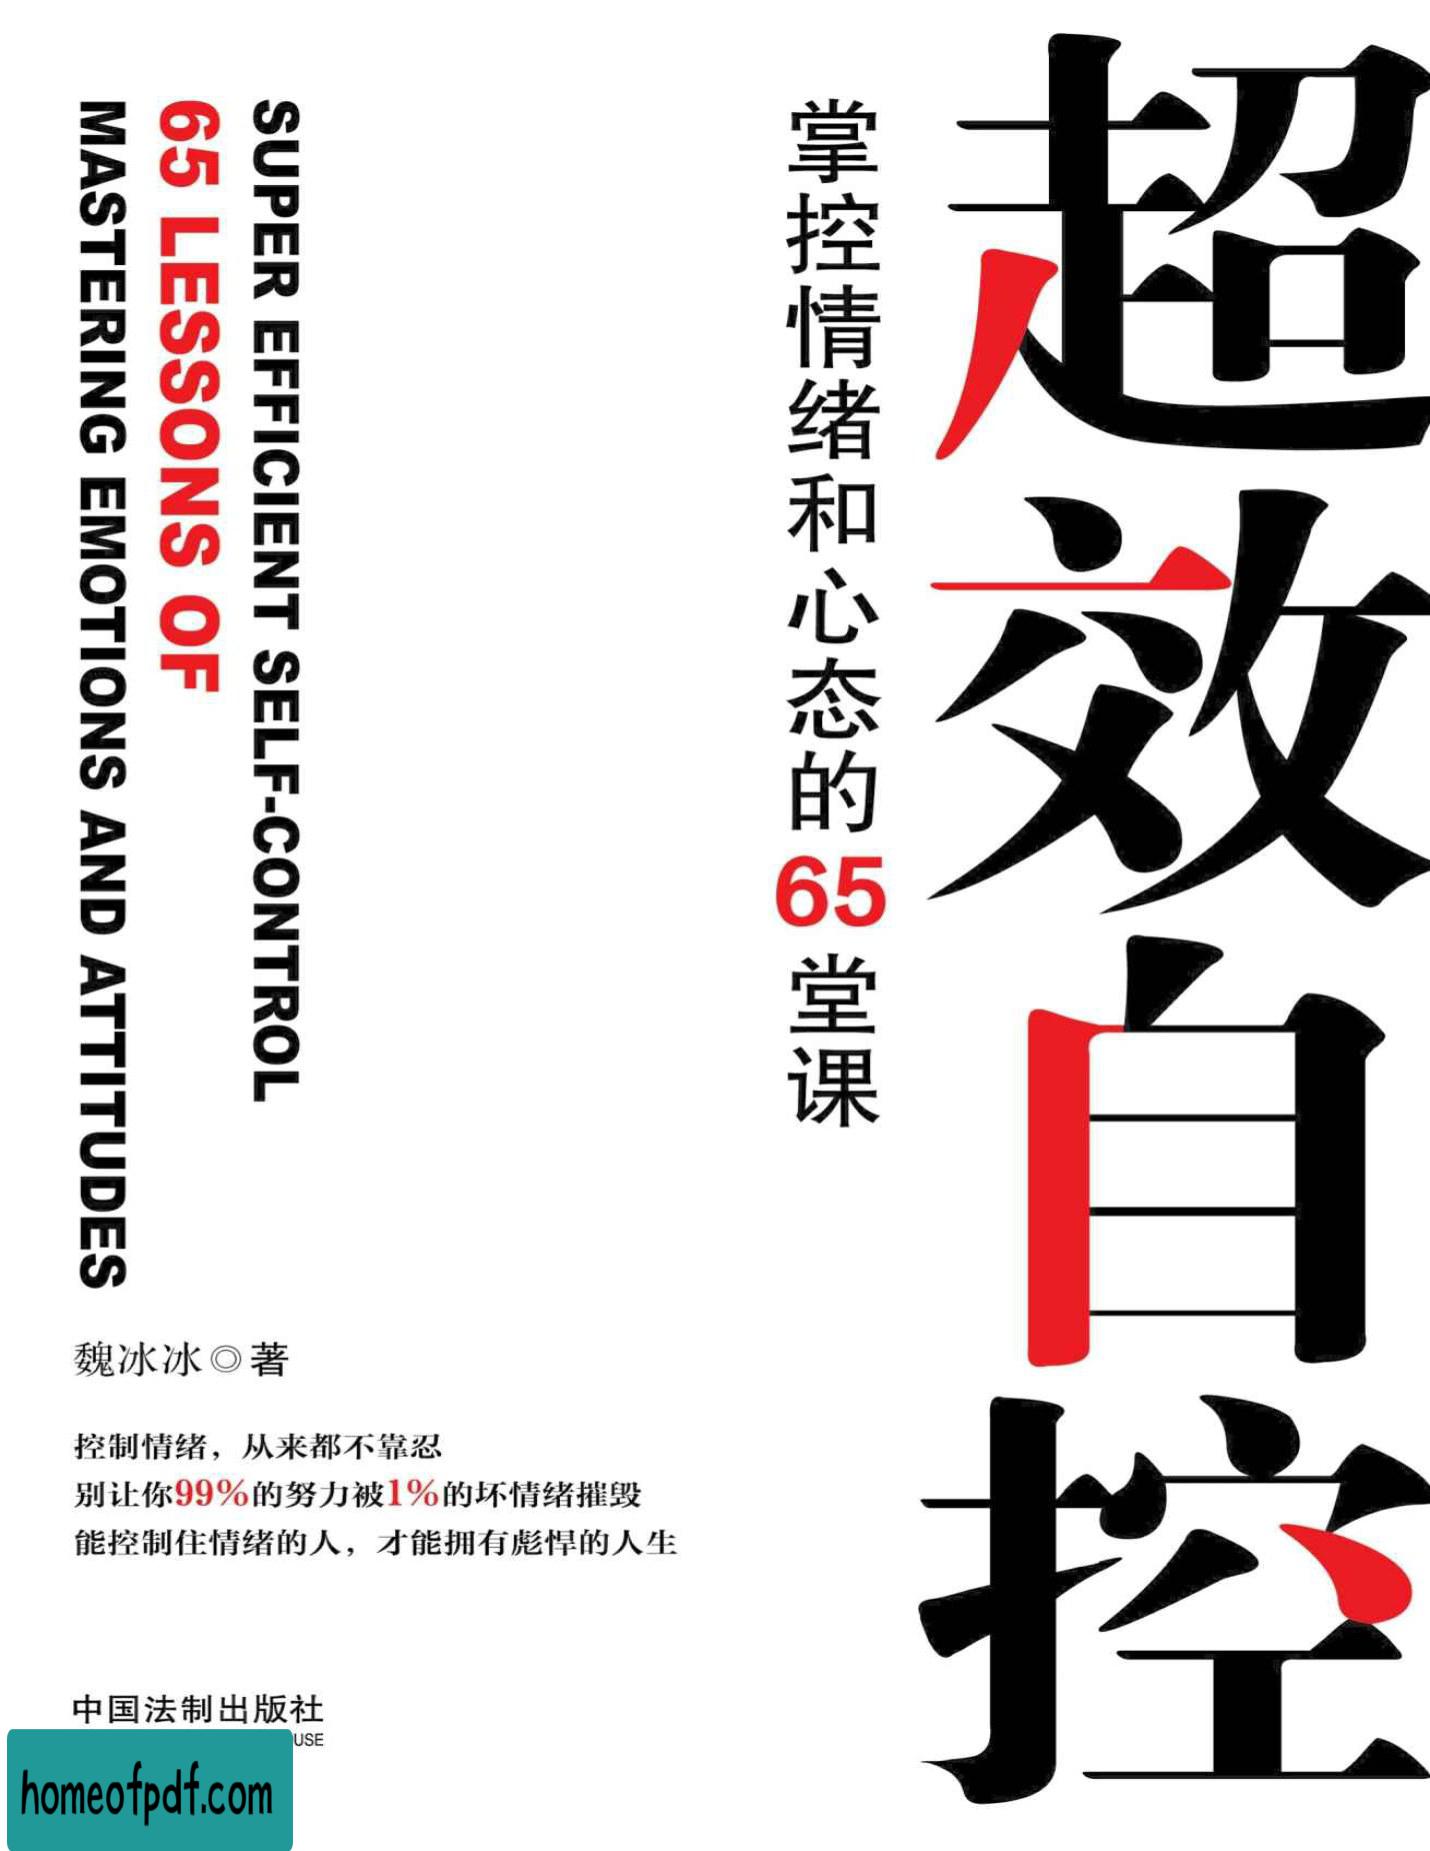 超效自控
掌控情绪和心态的65堂课
SUPER EFFICIENT SELF-CONTROL
65 LESSONS OF
MASTERING EMOTIONS AND ATTITUDES
魏冰冰◎著
控制情绪，从来都不靠忍
别让你99%的努力被1%的坏情绪摧毁
能控制住情绪的人，才能拥有彪悍的人生
中国法制出版社
USE
homeofpdf.com